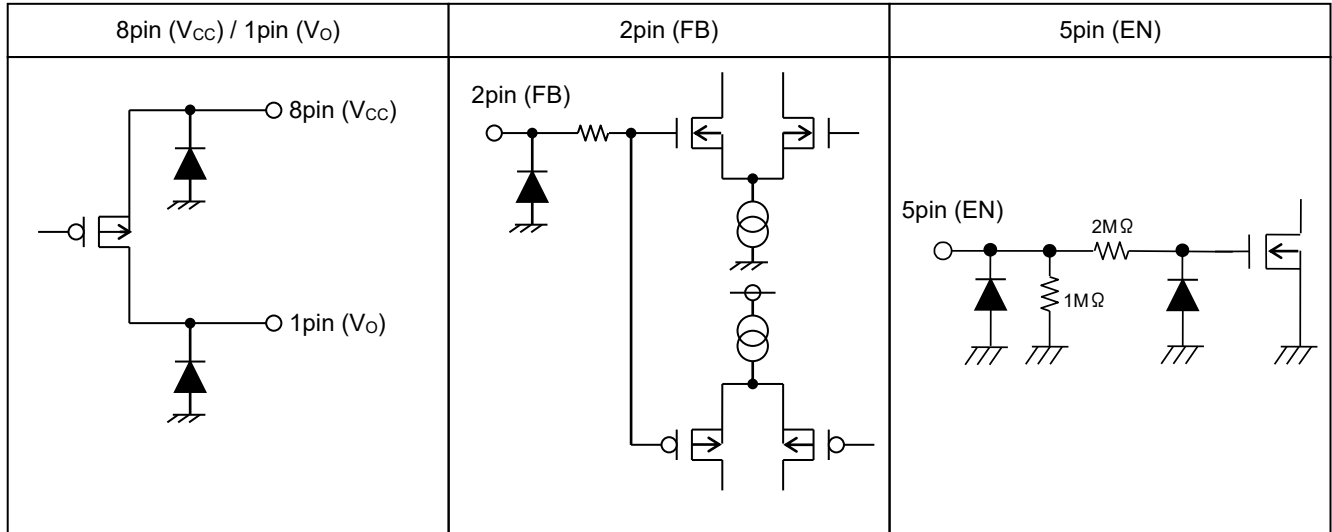 8pin (VCC) / 1pin (VO)
2pin (FB)
5pin (EN)
8pin (VCC)
1pin (VO)
2pin (FB)
5pin (EN)
2MΩ
1MΩ